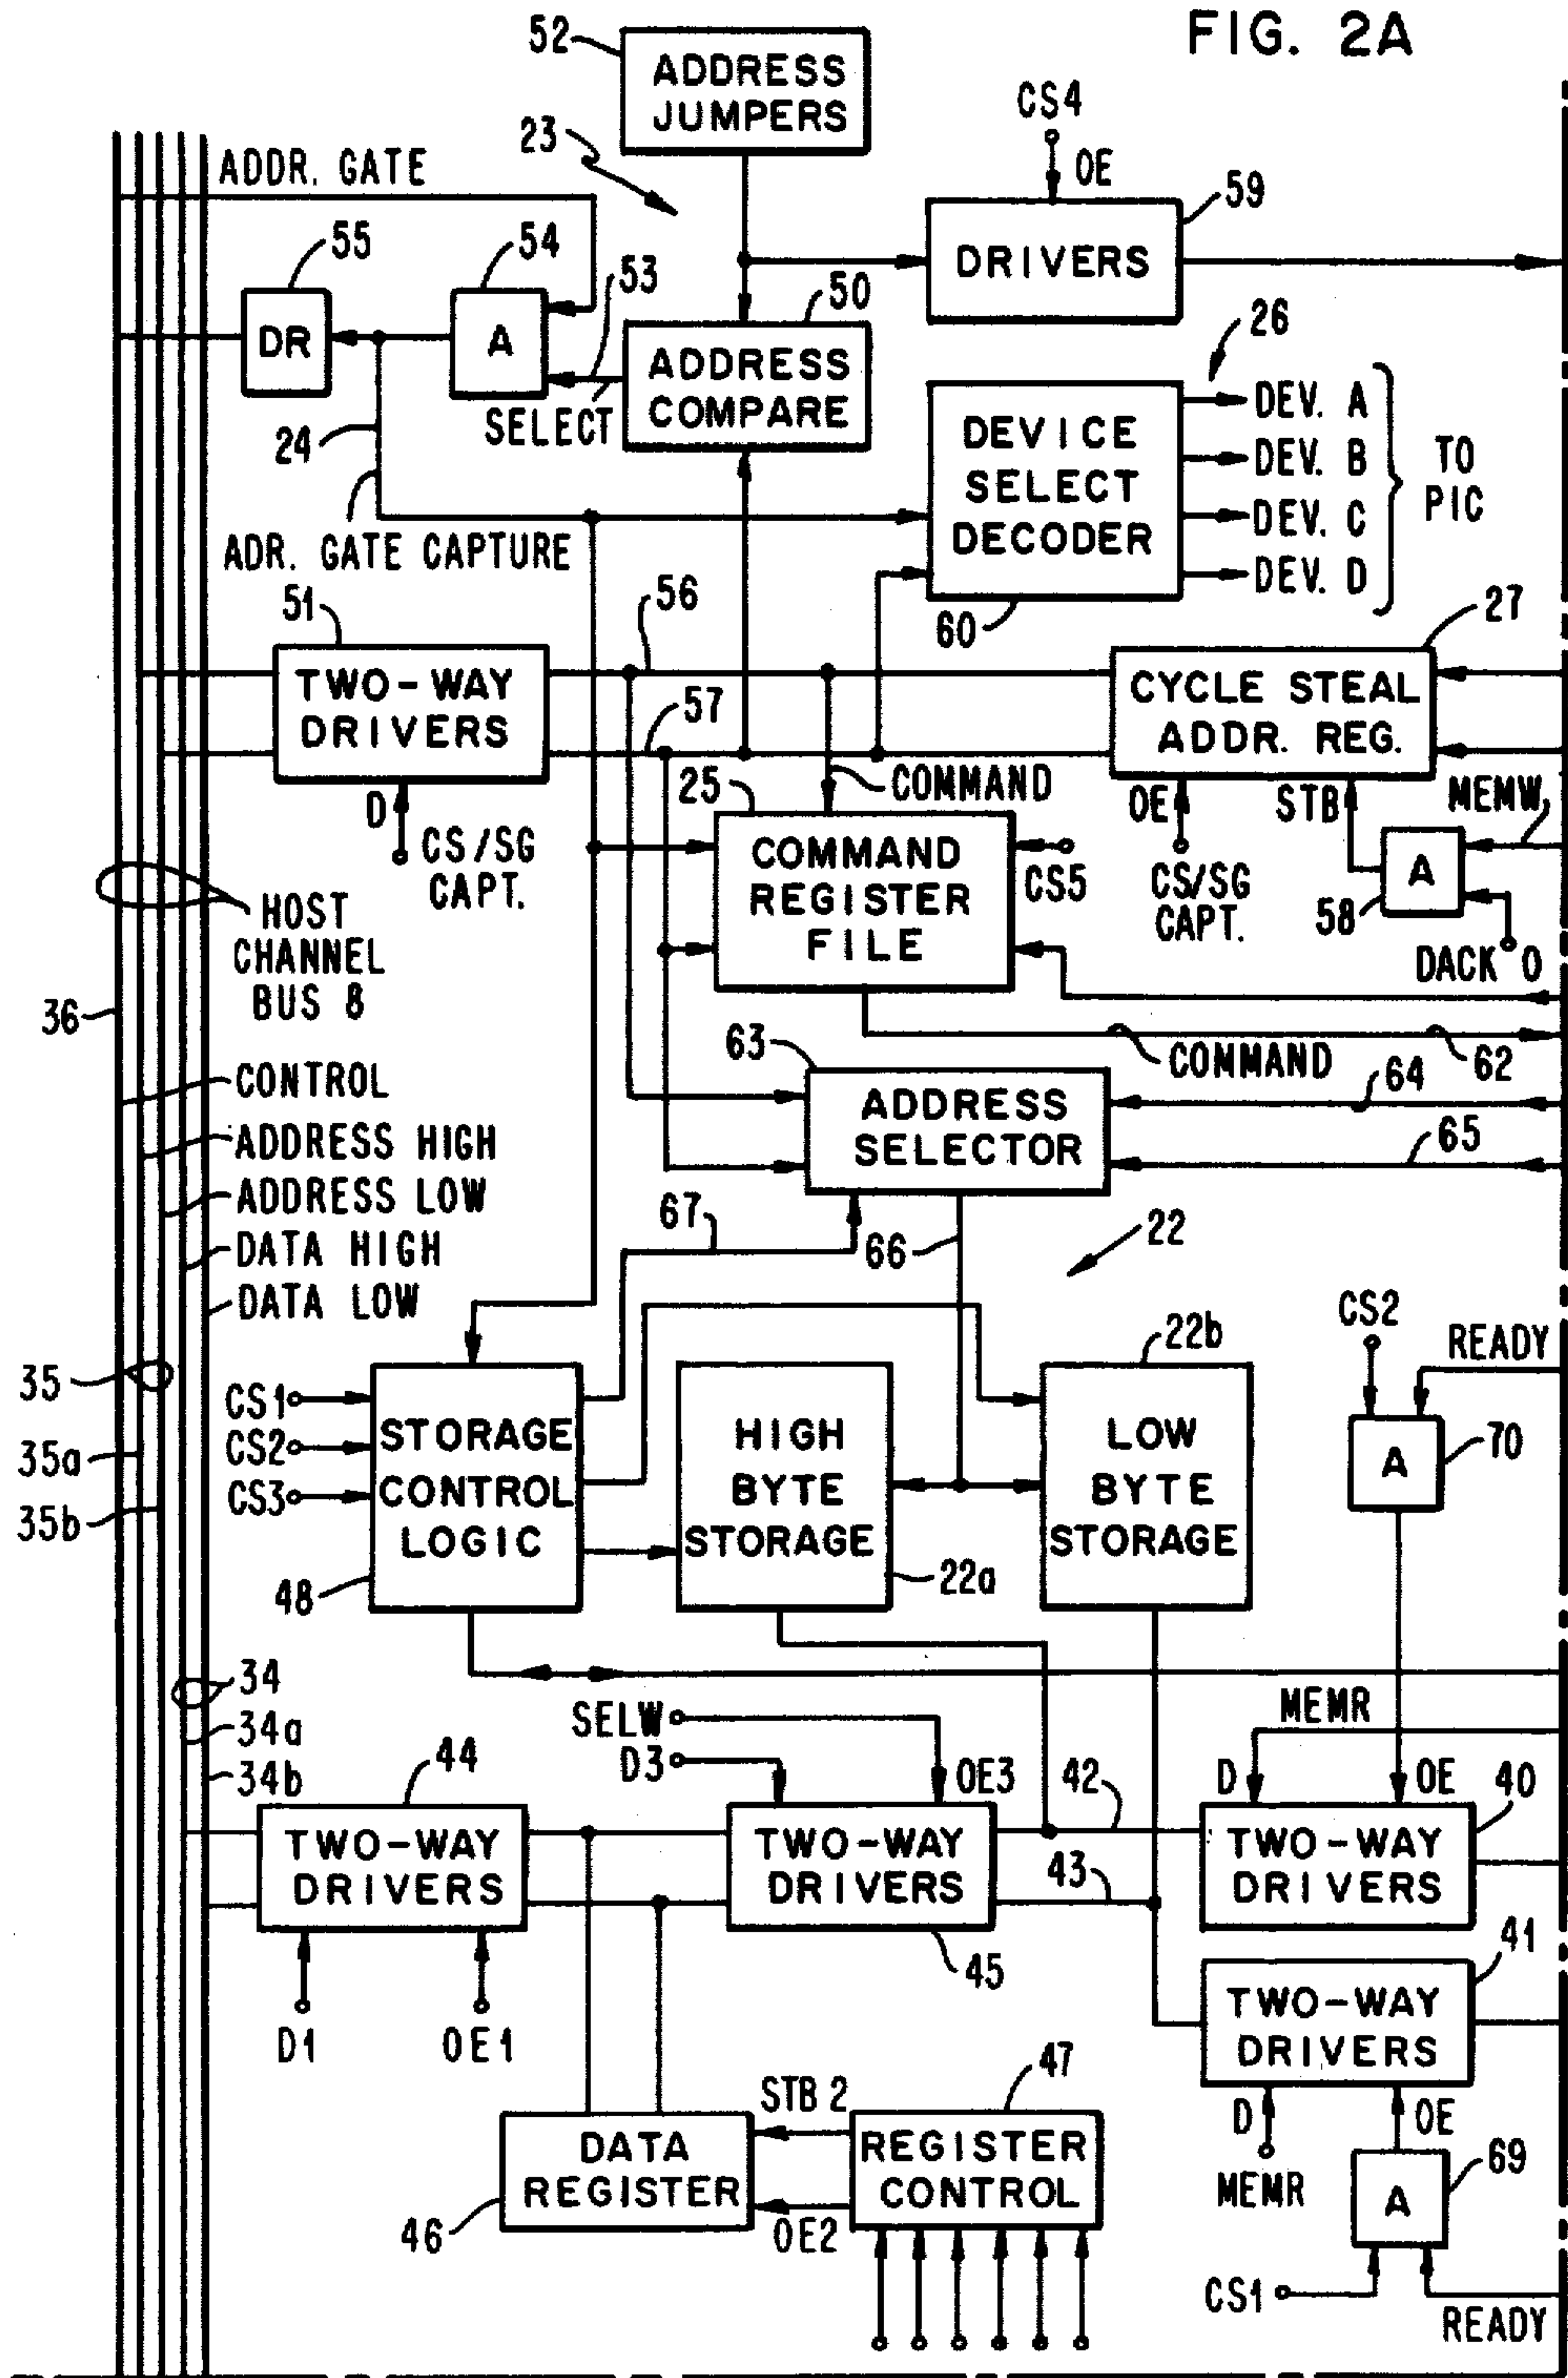 FIG. 2A
52
ADDRESS
JUMPERS
CS4
OE
23
ADDR. GATE
59
DRIVERS
55
DR
54
A
53
SELECT
50
ADDRESS
COMPARE
26
24
ADR. GATE CAPTURE
DEVICE
SELECT
DECODER
60
DEV. A
DEV. B
DEV. C
DEV. D
TO
PIC
51
TWO-WAY
DRIVERS
D
CS/SG
CAPT.
56
57
27
CYCLE STEAL
ADDR. REG.
OE
CS/SG
CAPT.
STB
MEMW
A
58
DACK 0
COMMAND
25
COMMAND
REGISTER
FILE
CS5
HOST
CHANNEL
BUS 8
36
COMMAND
62
63
ADDRESS
SELECTOR
64
65
CONTROL
ADDRESS HIGH
ADDRESS LOW
DATA HIGH
DATA LOW
67
66
22
35
35a
35b
CS1
CS2
CS3
STORAGE
CONTROL
LOGIC
48
HIGH
BYTE
STORAGE
22a
22b
LOW
BYTE
STORAGE
CS2
READY
A
70
34
34a
34b
SELW
D3
OE3
MEMR
D
OE
44
TWO-WAY
DRIVERS
D1
OE1
TWO-WAY
DRIVERS
45
42
43
40
TWO-WAY
DRIVERS
41
TWO-WAY
DRIVERS
D
MEMR
OE
A
69
CS1
READY
DATA
REGISTER
46
STB 2
OE2
47
REGISTER
CONTROL